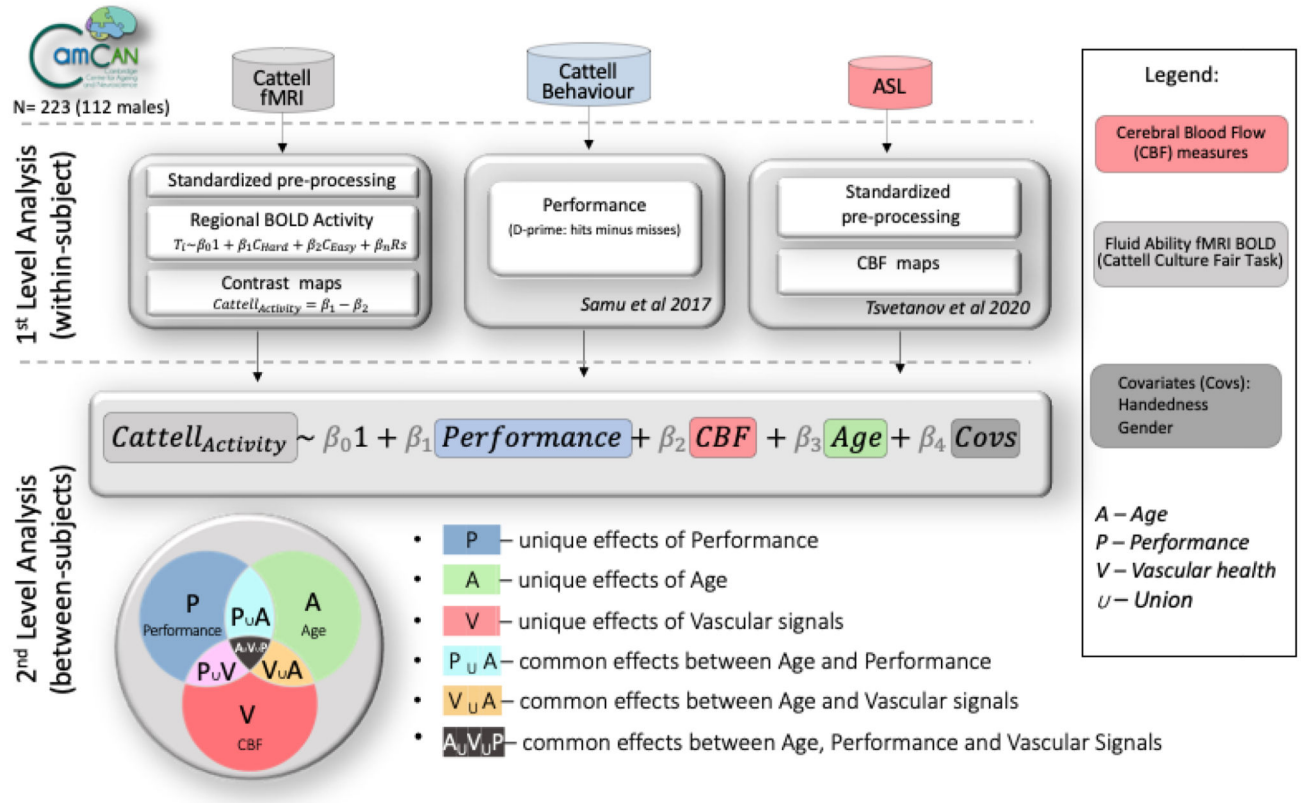 CamCAN
Cambridge
Center for Ageing
and Neuroscience
N= 223 (112 males)
Cattell
fMRI
Cattell
Behaviour
ASL
1st Level Analysis
(within-subject)
Standardized pre-processing
Regional BOLD Activity
Ti~β01 + β1CHard + β2CEasy + βnRs
Contrast maps
CattellActivity = β1 − β2
Performance
(D-prime: hits minus misses)
Samu et al 2017
Standardized
pre-processing
CBF maps
Tsvetanov et al 2020
2nd Level Analysis
(between-subjects)
CattellActivity ~ β01 + β1 Performance + β2 CBF + β3 Age + β4 Covs
P
Performance
P∪A
A
Age
A∪V∪P
P∪V
V∪A
V
CBF
• P – unique effects of Performance
• A – unique effects of Age
• V – unique effects of Vascular signals
• P ∪ A – common effects between Age and Performance
• V ∪ A – common effects between Age and Vascular signals
• A∪V∪P – common effects between Age, Performance and Vascular Signals
Legend:
Cerebral Blood Flow
(CBF) measures
Fluid Ability fMRI BOLD
(Cattell Culture Fair Task)
Covariates (Covs):
Handedness
Gender
A – Age
P – Performance
V – Vascular health
∪ – Union